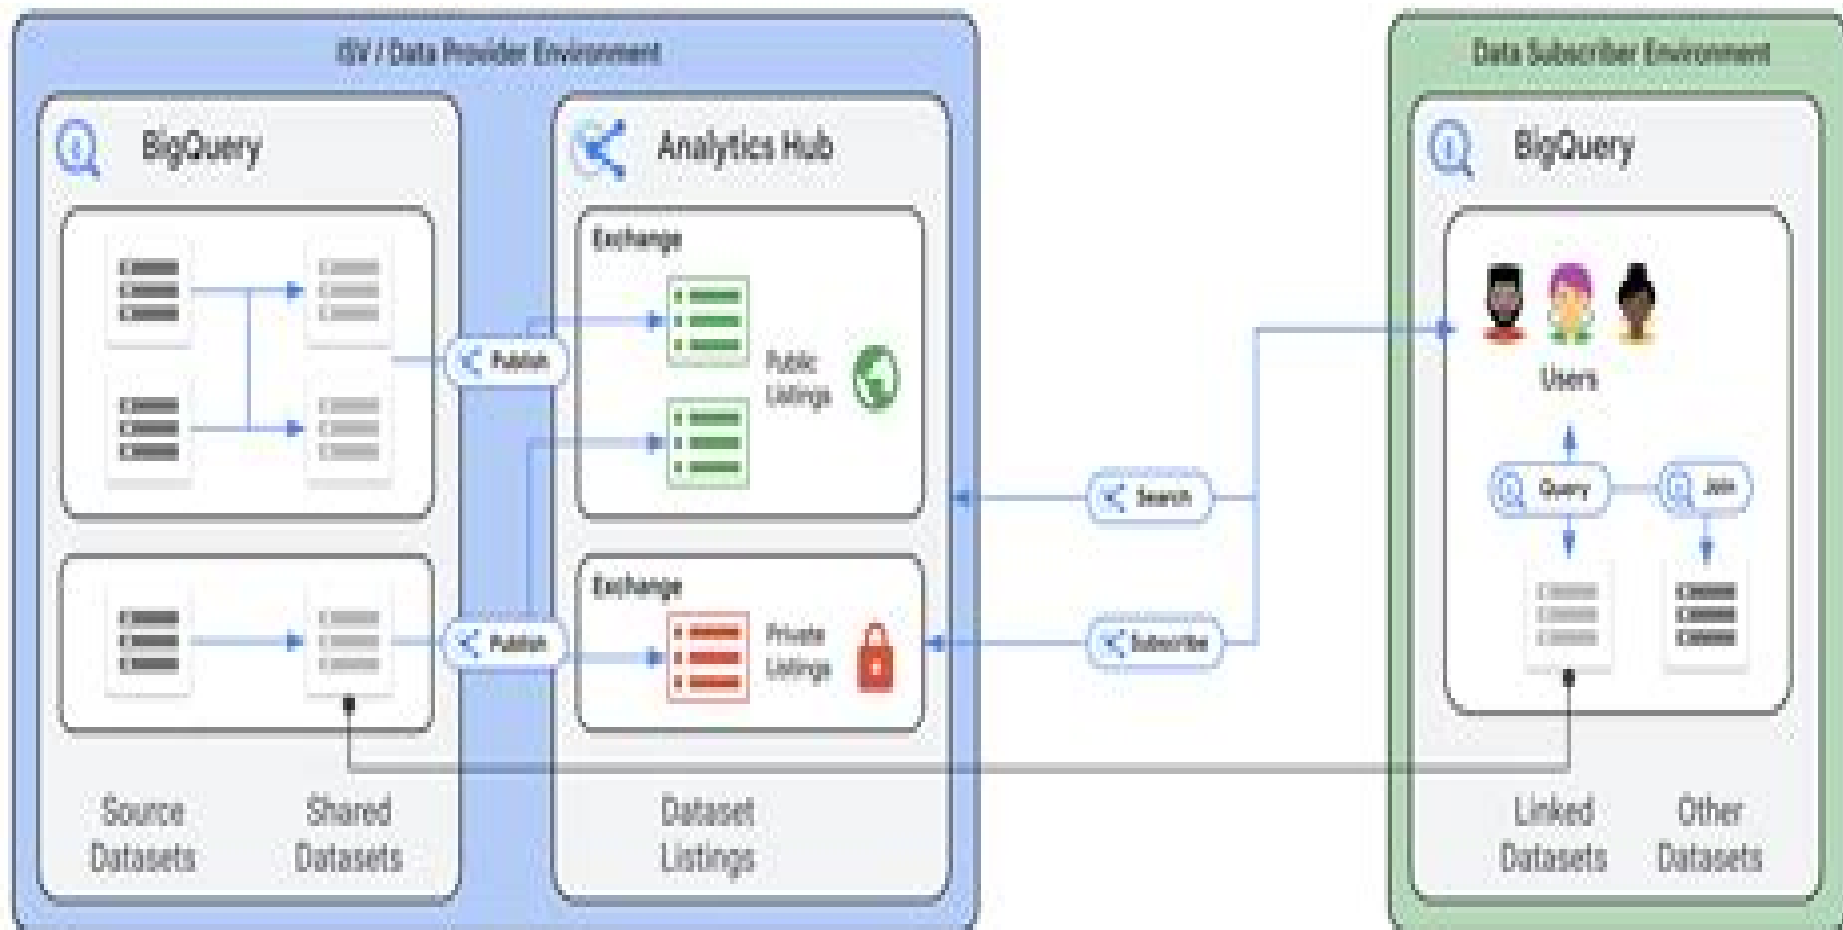 ISV / Data Provider Environment
BigQuery
Analytics Hub
Exchange
Public
Listings
Publish
Exchange
Private
Listings
Publish
Source
Datasets
Shared
Datasets
Dataset
Listings
Search
Subscribe
Data Subscriber Environment
BigQuery
Users
Query
Join
Linked
Datasets
Other
Datasets